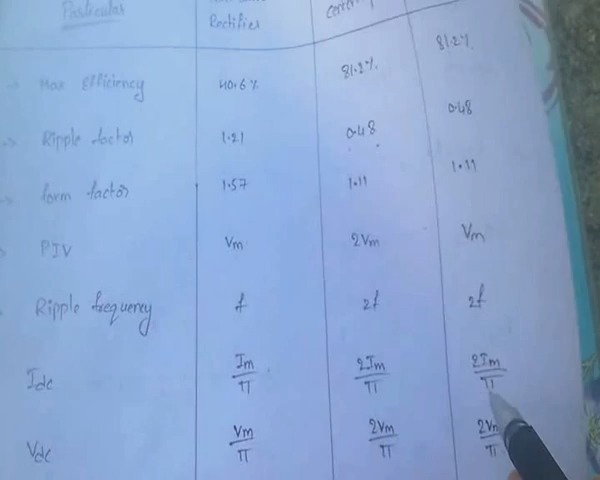 Particulars Rectifier
Max Efficiency 40.6% 81.2% 81.2%
Ripple factor 1.21 0.48 0.48
form factor 1.57 1.11 1.11
PIV Vm 2Vm Vm
Ripple frequency f 2f 2f
Idc Im/π 2Im/π 2Im/π
Vdc Vm/π 2Vm/π 2Vm/π